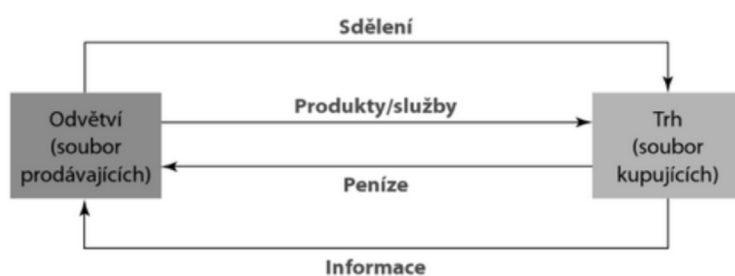 Sdělení
Produkty/služby
Odvětví
(soubor
prodávajících)
Trh
(soubor
kupujících)
Peníze
Informace